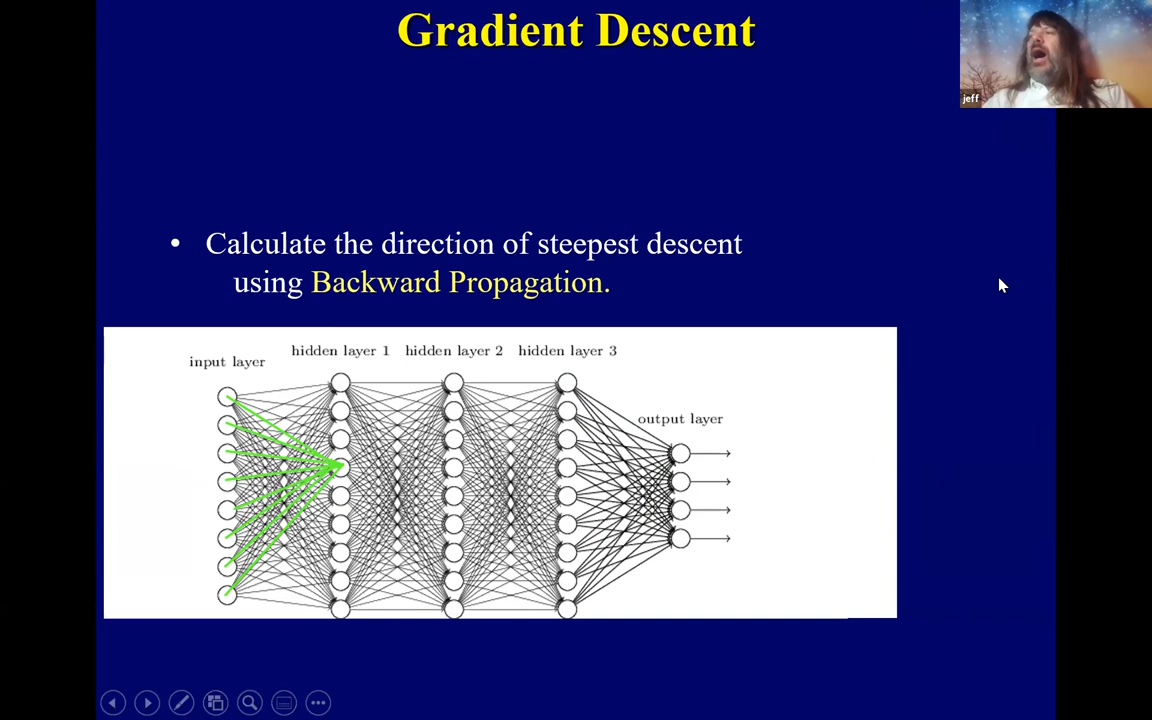 Gradient Descent
jeff
• Calculate the direction of steepest descent
using Backward Propagation.
hidden layer 1 hidden layer 2 hidden layer 3
input layer
output layer